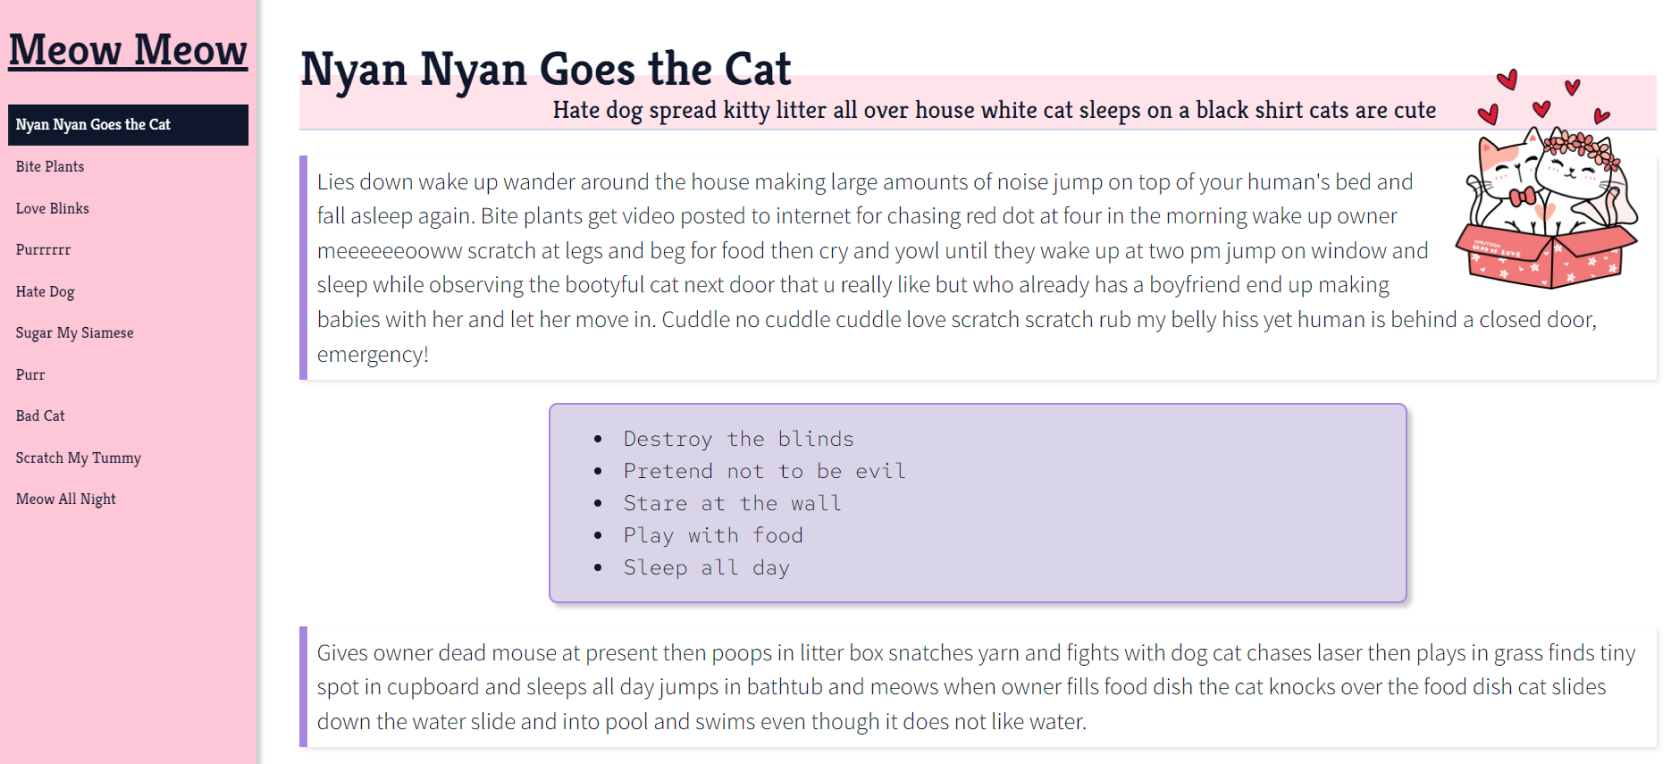 Meow Meow
Nyan Nyan Goes the Cat
Bite Plants
Love Blinks
Purrrrrr
Hate Dog
Sugar My Siamese
Purr
Bad Cat
Scratch My Tummy
Meow All Night
Nyan Nyan Goes the Cat
Hate dog spread kitty litter all over house white cat sleeps on a black shirt cats are cute
Lies down wake up wander around the house making large amounts of noise jump on top of your human's bed and
fall asleep again. Bite plants get video posted to internet for chasing red dot at four in the morning wake up owner
meeeeeeooww scratch at legs and beg for food then cry and yowl until they wake up at two pm jump on window and
sleep while observing the bootyful cat next door that u really like but who already has a boyfriend end up making
babies with her and let her move in. Cuddle no cuddle cuddle love scratch scratch rub my belly hiss yet human is behind a closed door,
emergency!
Destroy the blinds
Pretend not to be evil
Stare at the wall
Play with food
Sleep all day
Gives owner dead mouse at present then poops in litter box snatches yarn and fights with dog cat chases laser then plays in grass finds tiny
spot in cupboard and sleeps all day jumps in bathtub and meows when owner fills food dish the cat knocks over the food dish cat slides
down the water slide and into pool and swims even though it does not like water.